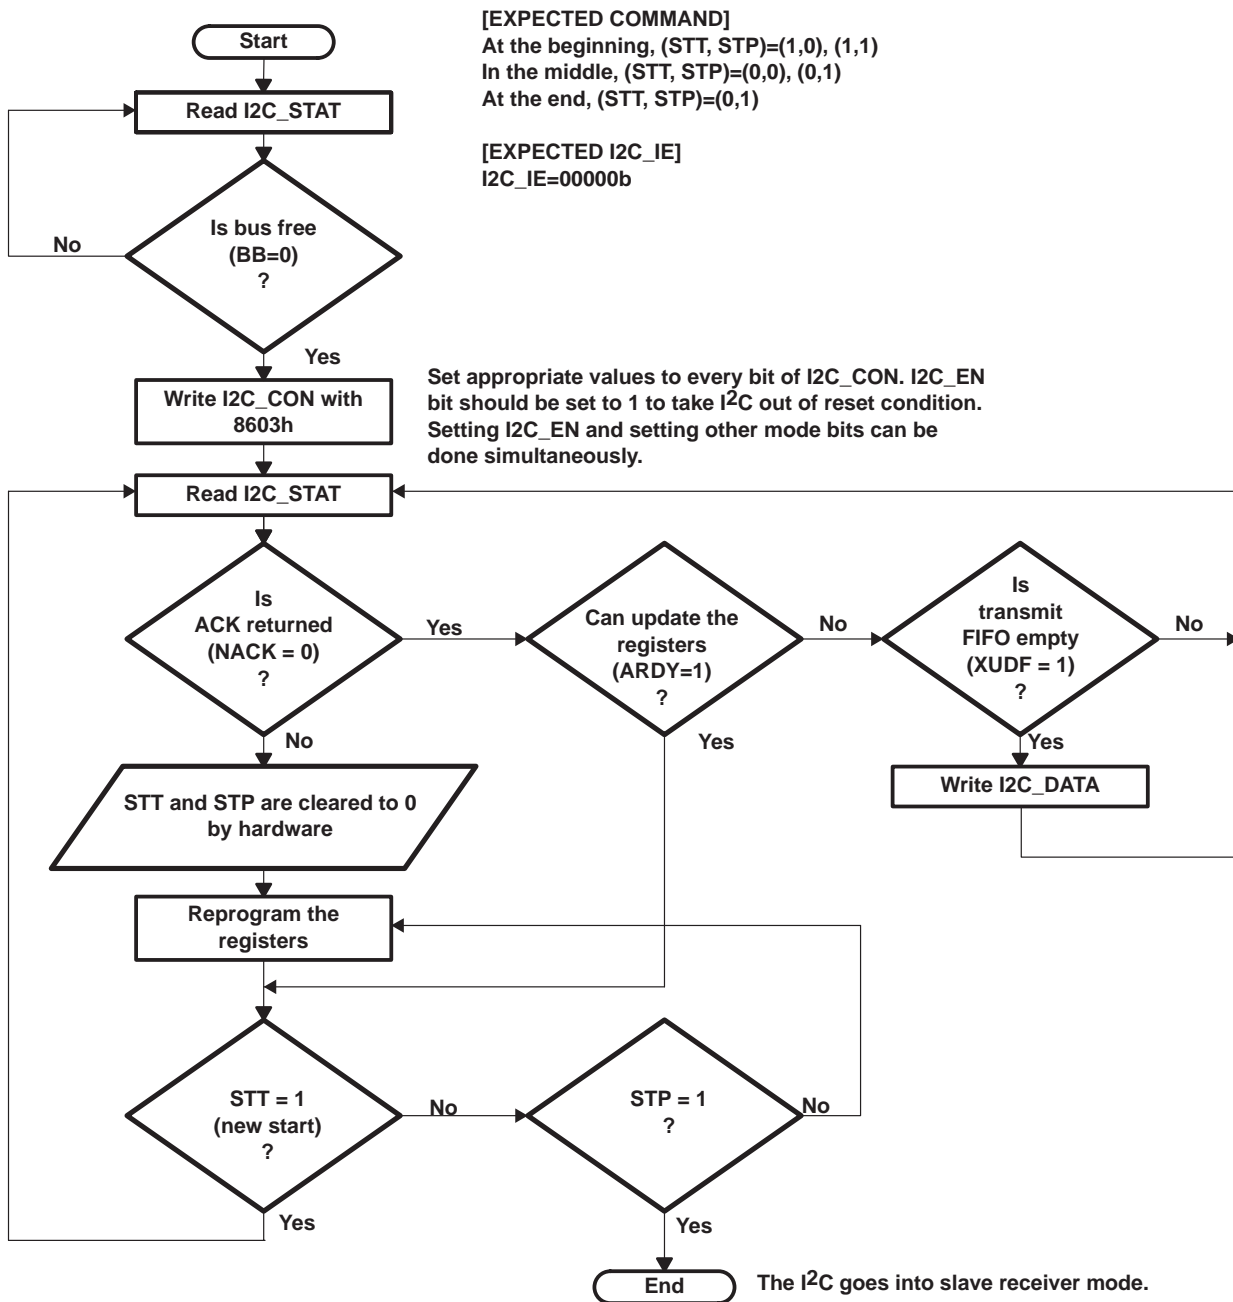 Start
[EXPECTED COMMAND]
At the beginning, (STT, STP)=(1,0), (1,1)
In the middle, (STT, STP)=(0,0), (0,1)
At the end, (STT, STP)=(0,1)
[EXPECTED I2C_IE]
I2C_IE=00000b
Read I2C_STAT
Is bus free
(BB=0)
?
No
Yes
Write I2C_CON with
8603h
Set appropriate values to every bit of I2C_CON. I2C_EN
bit should be set to 1 to take I2C out of reset condition.
Setting I2C_EN and setting other mode bits can be
done simultaneously.
Read I2C_STAT
Is
ACK returned
(NACK = 0)
?
Yes
No
Can update the
registers
(ARDY=1)
?
No
Yes
Is
transmit
FIFO empty
(XUDF = 1)
?
No
Yes
Write I2C_DATA
STT and STP are cleared to 0
by hardware
Reprogram the
registers
STT = 1
(new start)
?
No
Yes
STP = 1
?
No
Yes
End
The I2C goes into slave receiver mode.